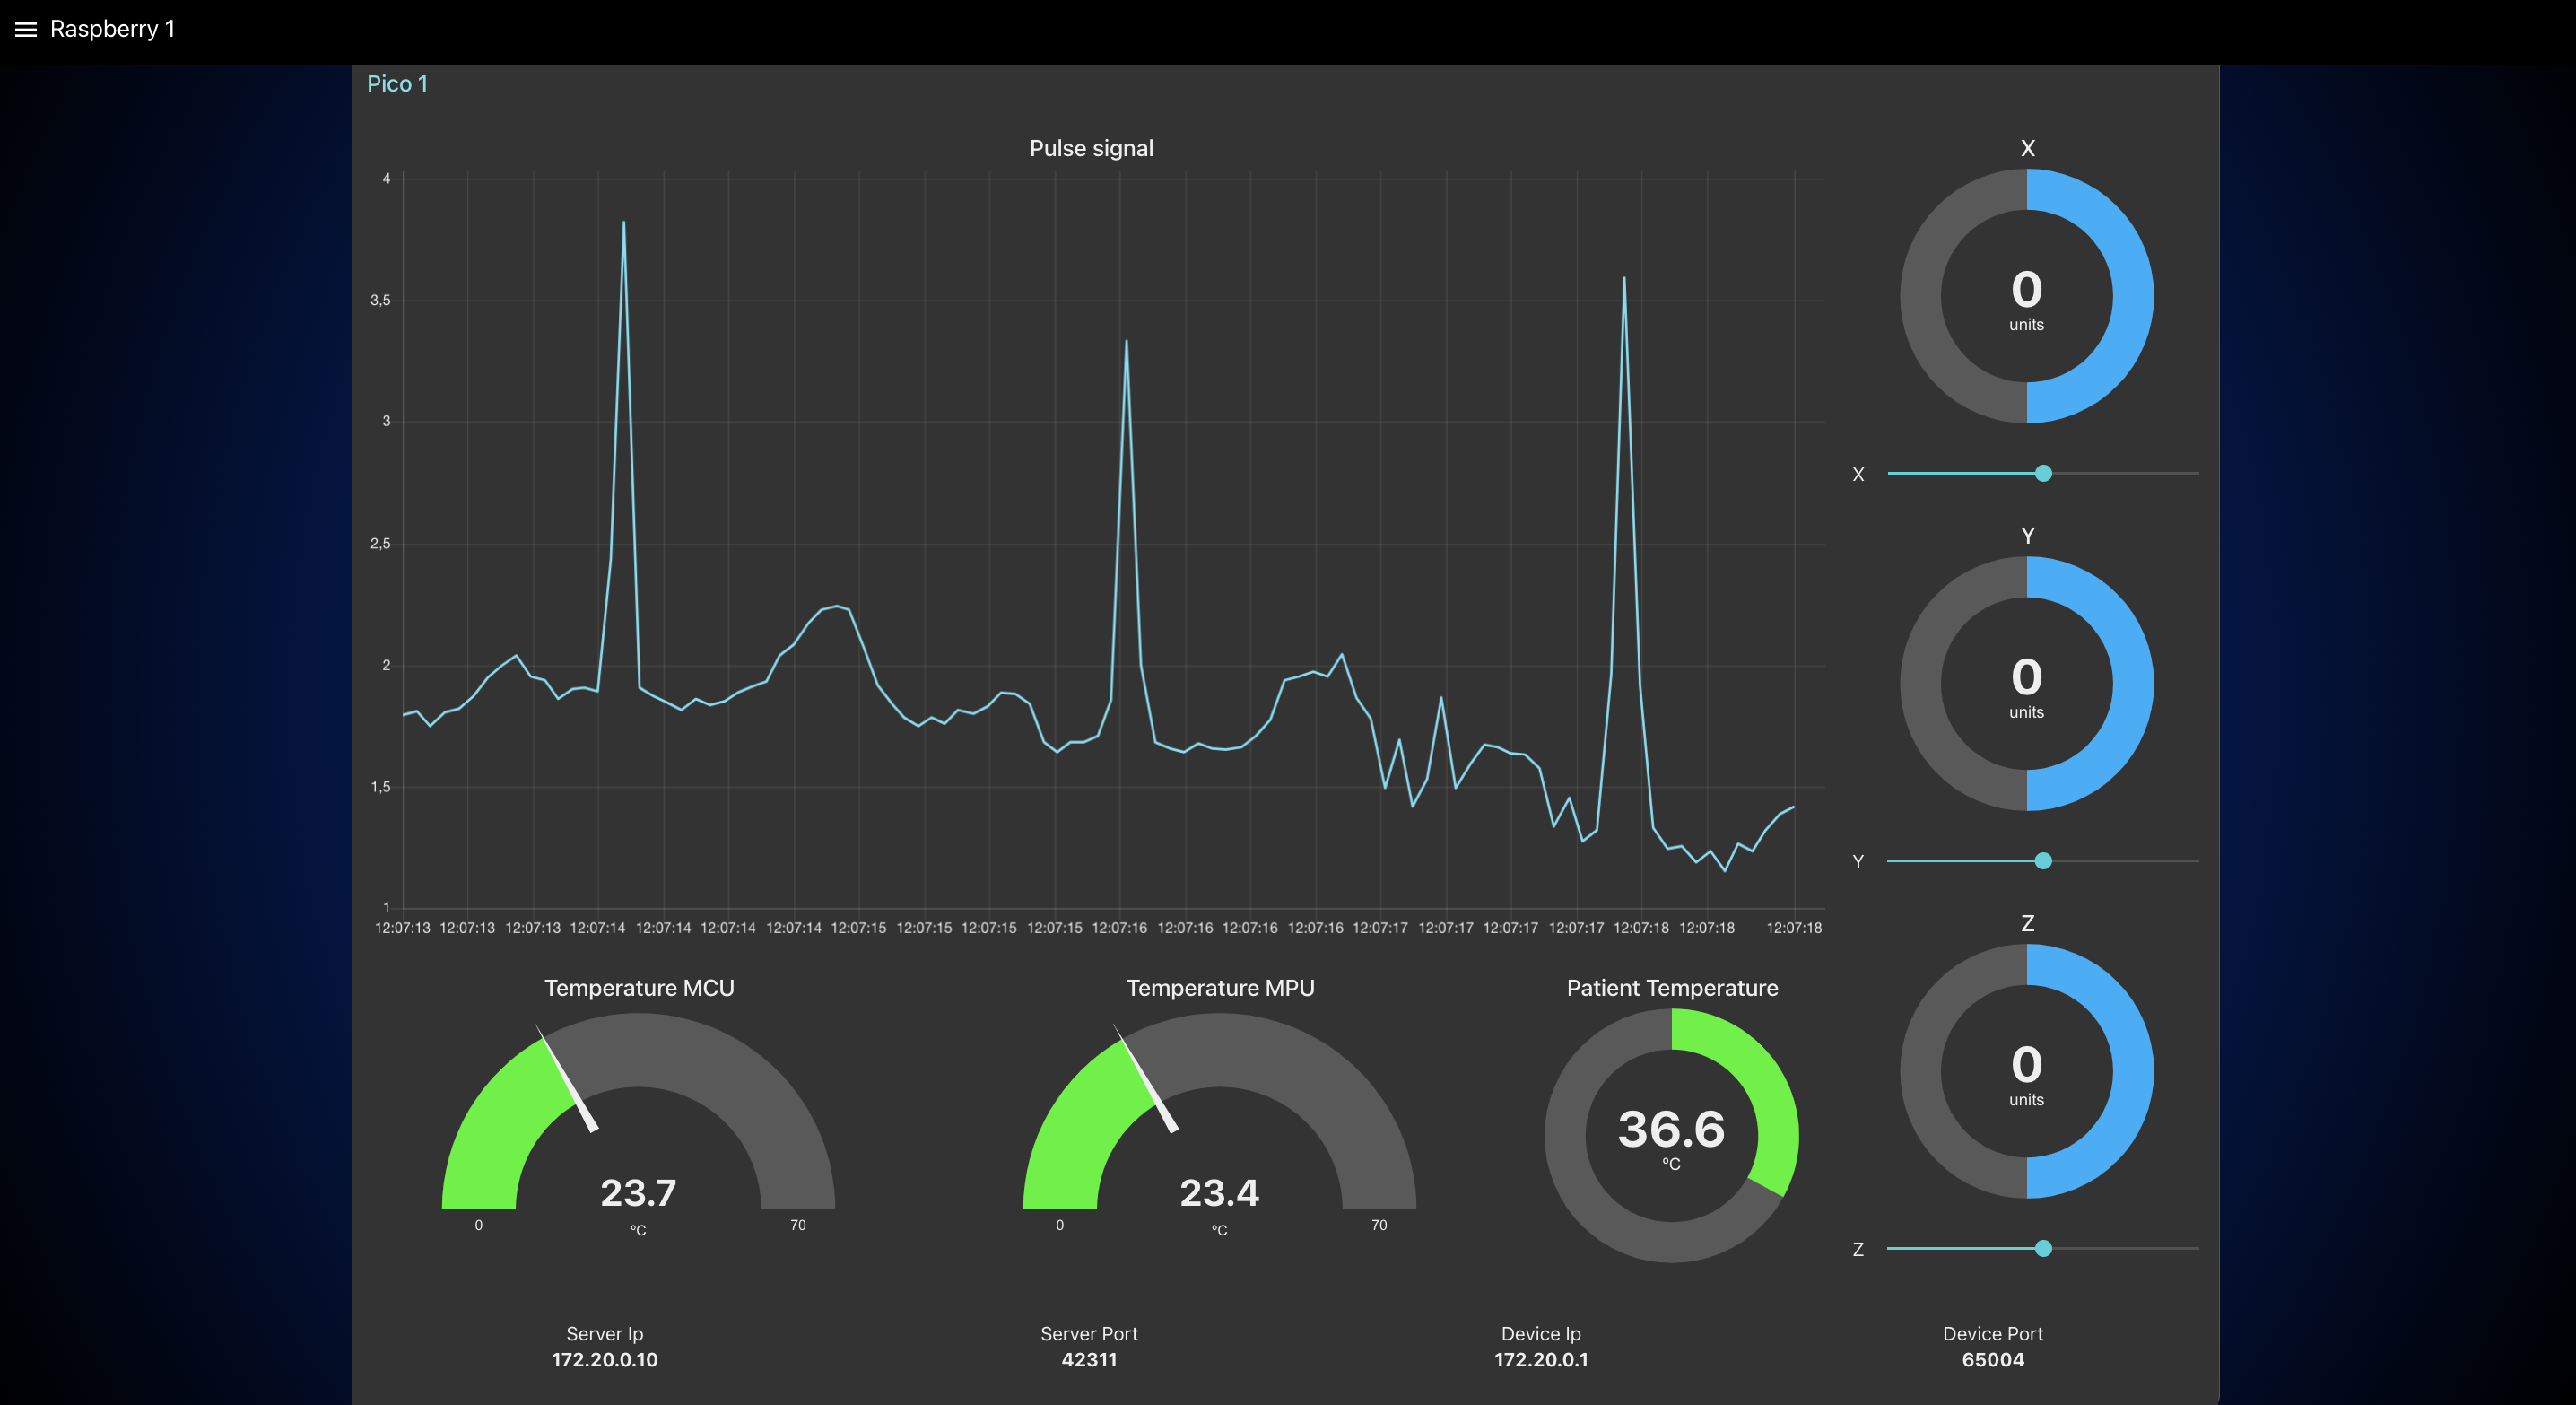 Raspberry 1
Pico 1
Pulse signal
4
3,5
3
2,5
2
1,5
1
12:07:13 12:07:13 12:07:13 12:07:14 12:07:14 12:07:14 12:07:14 12:07:15 12:07:15 12:07:15 12:07:15 12:07:16 12:07:16 12:07:16 12:07:16 12:07:17 12:07:17 12:07:17 12:07:17 12:07:18 12:07:18 12:07:18
X
0
units
X
Y
0
units
Y
Z
0
units
Z
Temperature MCU
23.7
0 ºC 70
Temperature MPU
23.4
0 ºC 70
Patient Temperature
36.6
ºC
Server Ip
172.20.0.10
Server Port
42311
Device Ip
172.20.0.1
Device Port
65004